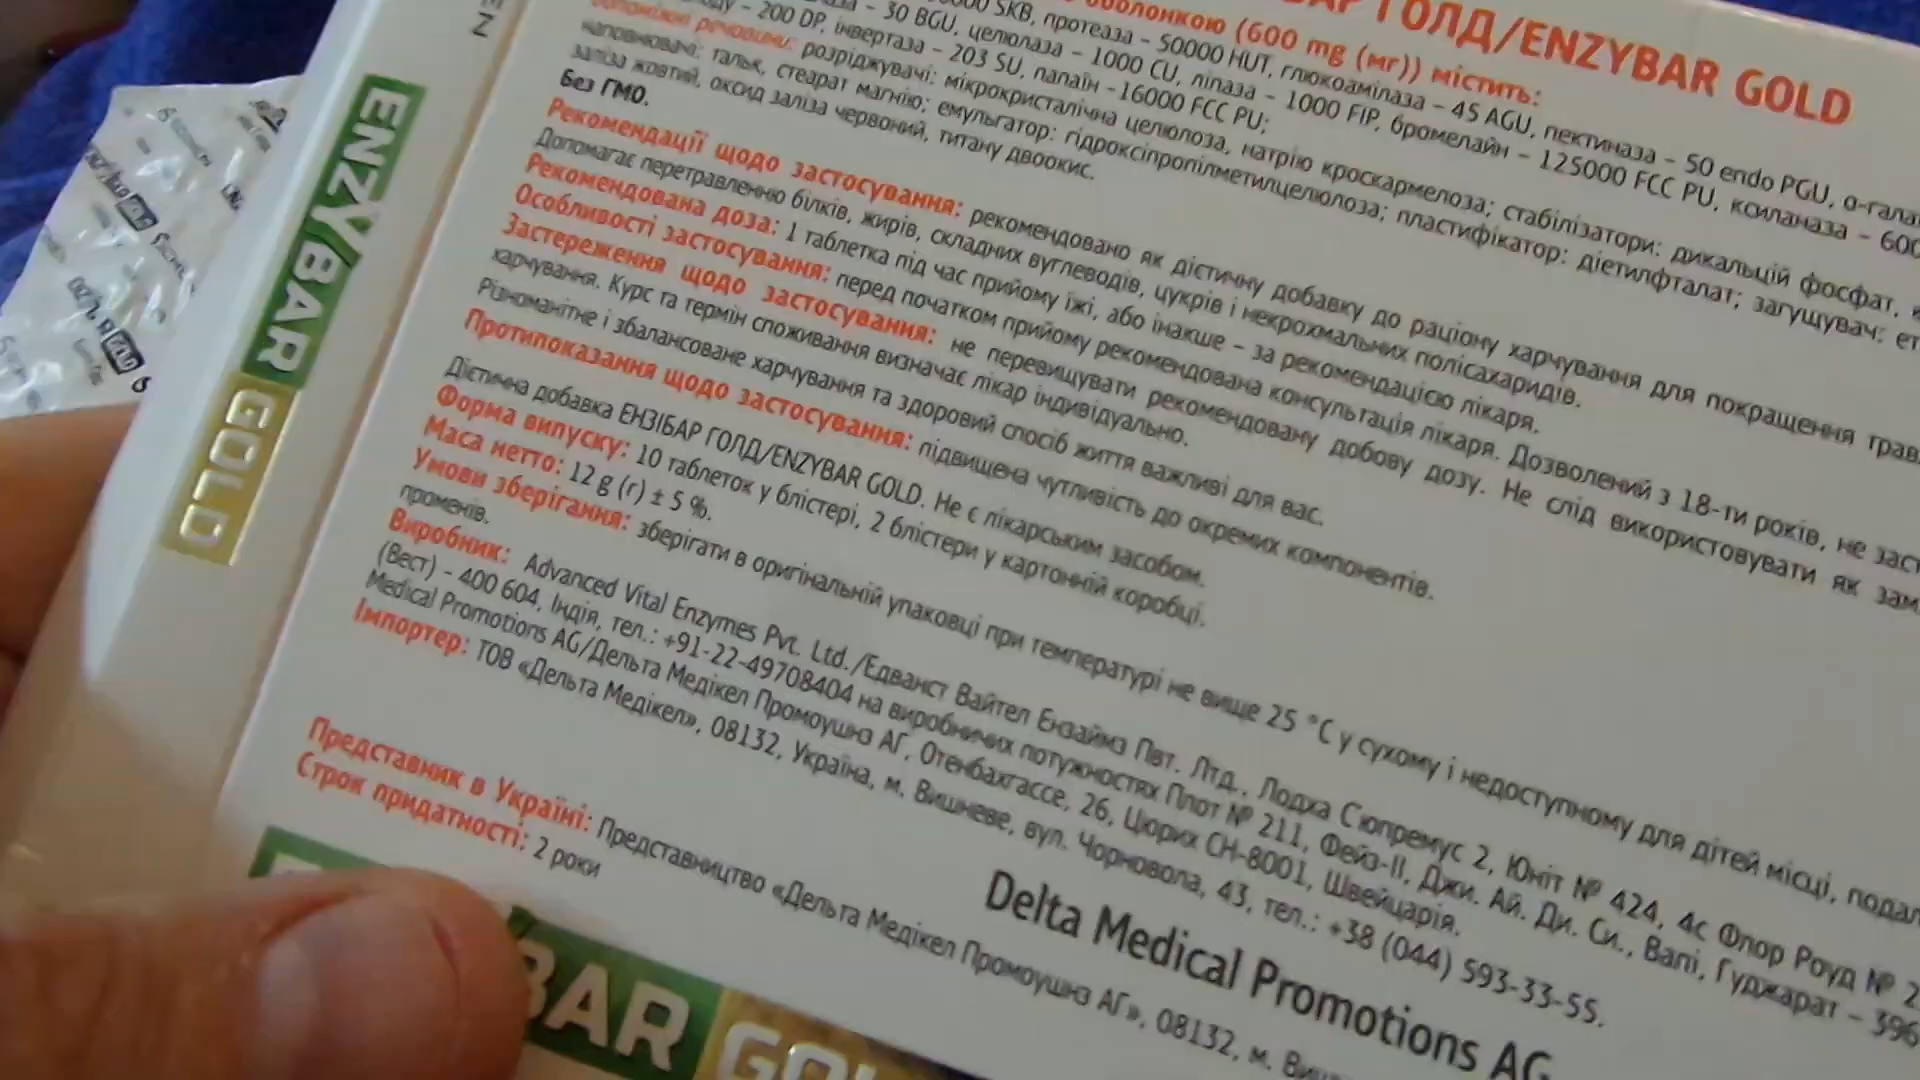 БАР ГОЛД/ENZYBAR GOLD
оболонкою (600 mg (мг)) містить:
SKB, протеаза – 50000 HUT, глюкоамілаза – 45 AGU, пектиназа – 50 endo PGU, α-гала
– 30 BGU, целюлаза – 1000 CU, ліпаза – 1000 FIP, бромелайн – 125000 FCC PU, ксиланаза – 600
– 200 DP, інвертаза – 203 SU, папаїн –16000 FCC PU;
Допоміжні речовини: розріджувачі: мікрокристалічна целюлоза, натрію кроскармелоза; стабілізатори: дикальцій фосфат,
наповнювачі: тальк, стеарат магнію; емульгатор: гідроксіпропілметилцелюлоза; пластифікатор: діетилфталат; загущувач: ет
заліза жовтий, оксид заліза червоний, титану двоокис.
Без ГМО.
Рекомендації щодо застосування: рекомендовано як дієтичну добавку до раціону харчування для покращення трав
Допомагає перетравленню білків, жирів, складних вуглеводів, цукрів і некрохмальних полісахаридів.
Рекомендована доза: 1 таблетка під час прийому їжі, або інакше – за рекомендацією лікаря.
Особливості застосування: перед початком прийому рекомендована консультація лікаря. Дозволений з 18-ти років, не заст
Застереження щодо застосування: не перевищувати рекомендовану добову дозу. Не слід використовувати як зам
харчування. Курс та термін споживання визначає лікар індивідуально.
Різноманітне і збалансоване харчування та здоровий спосіб життя важливі для вас.
Протипоказання щодо застосування: підвищена чутливість до окремих компонентів.
Дієтична добавка ЕНЗІБАР ГОЛД/ENZYBAR GOLD. Не є лікарським засобом.
Форма випуску: 10 таблеток у блістері, 2 блістери у картонній коробці.
Маса нетто: 12 g (г) ± 5 %.
Умови зберігання: зберігати в оригінальній упаковці при температурі не вище 25 °C у сухому і недоступному для дітей місці, подал
променів.
Виробник: Advanced Vital Enzymes Pvt. Ltd./Едванст Вайтел Ензаймз Пвт. Лтд., Лодха Сюпремус 2, Юніт № 424, 4с Флор Роуд № 2
(Вест) – 400 604, Індія, тел.: +91-22-49708404 на виробничих потужностях Плот № 211, Фейз-II, Джи. Ай. Ди. Си., Вапі, Гуджарат – 396
Medical Promotions AG/Дельта Медікел Промоушнз АГ, Отенбахгассе, 26, Цюрих CH-8001, Швейцарія.
Імпортер: ТОВ «Дельта Медікел», 08132, Україна, м. Вишневе, вул. Чорновола, 43, тел.: +38 (044) 593-33-55.
Delta Medical Promotions AG
Представник в Україні: Представництво «Дельта Медікел Промоушнз АГ», 08132, м. Виш
Строк придатності: 2 роки
ENZYBAR GOLD
BAR GOL